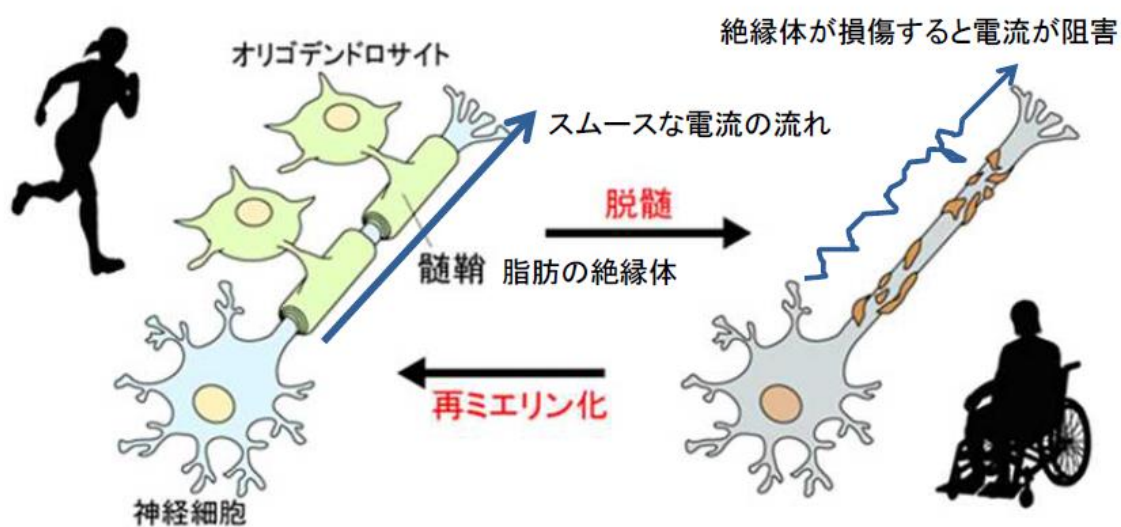 絶縁体が損傷すると電流が阻害
オリゴデンドロサイト
スムースな電流の流れ
脱髄
髄鞘 脂肪の絶縁体
再ミエリン化
神経細胞